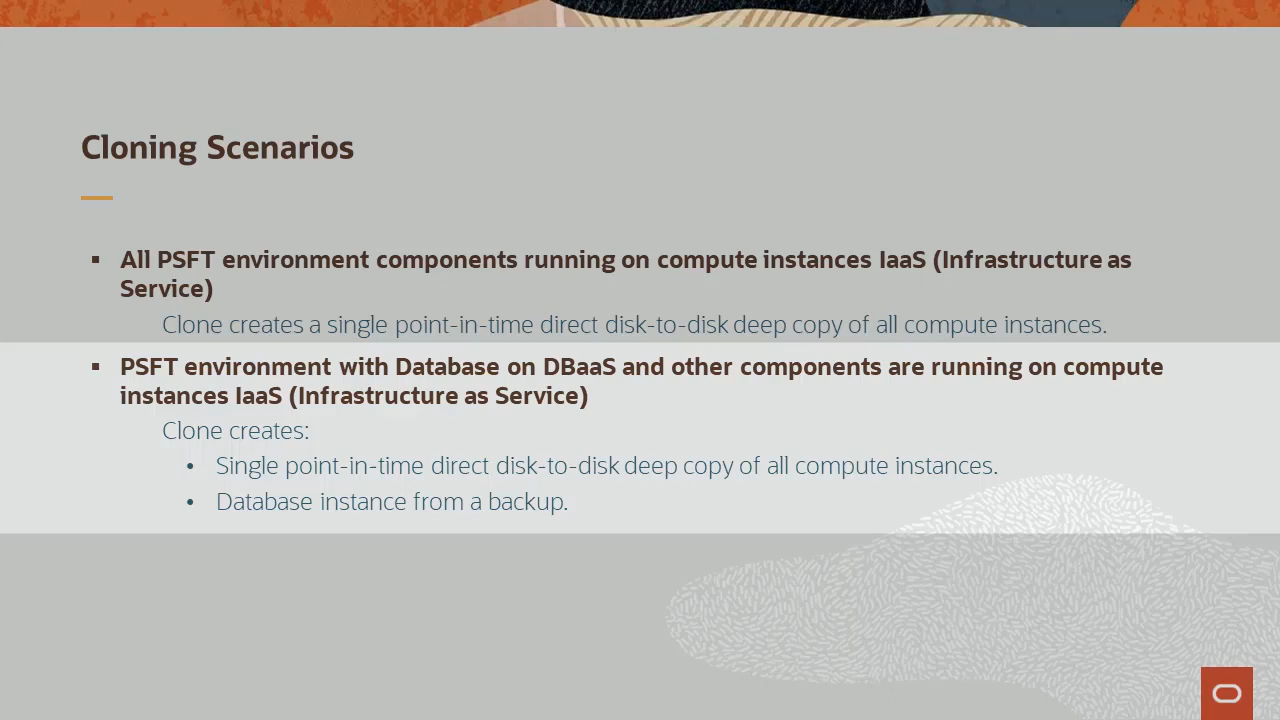 Cloning Scenarios
▪ All PSFT environment components running on compute instances IaaS (Infrastructure as
Service)
Clone creates a single point-in-time direct disk-to-disk deep copy of all compute instances.
▪ PSFT environment with Database on DBaaS and other components are running on compute
instances IaaS (Infrastructure as Service)
Clone creates:
• Single point-in-time direct disk-to-disk deep copy of all compute instances.
• Database instance from a backup.